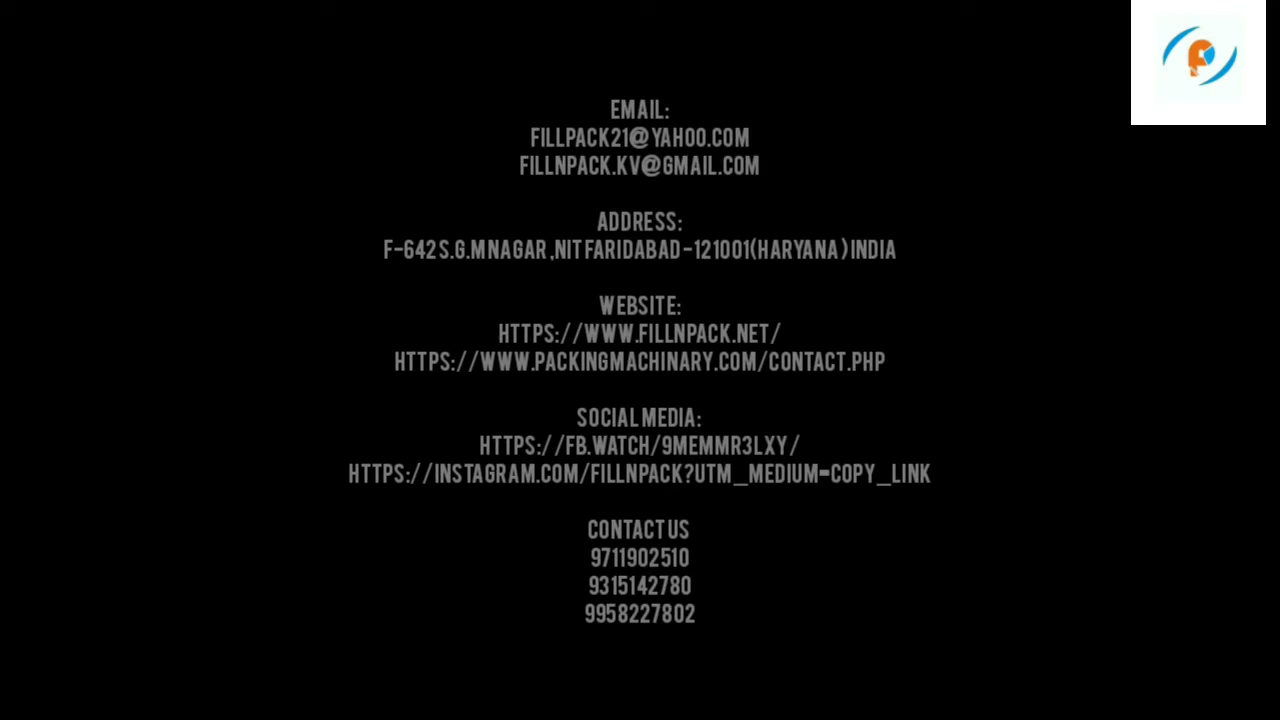 EMAIL:
FILLPACK21@YAHOO.COM
FILLNPACK.KV@GMAIL.COM
ADDRESS:
F-642 S.G.M NAGAR ,NIT FARIDABAD -121001(HARYANA ) INDIA
WEBSITE:
HTTPS://WWW.FILLNPACK.NET/
HTTPS://WWW.PACKINGMACHINARY.COM/CONTACT.PHP
SOCIAL MEDIA:
HTTPS://FB.WATCH/9MEMMR3LXY/
HTTPS://INSTAGRAM.COM/FILLNPACK?UTM_MEDIUM=COPY_LINK
CONTACT US
9711902510
9315142780
9958227802